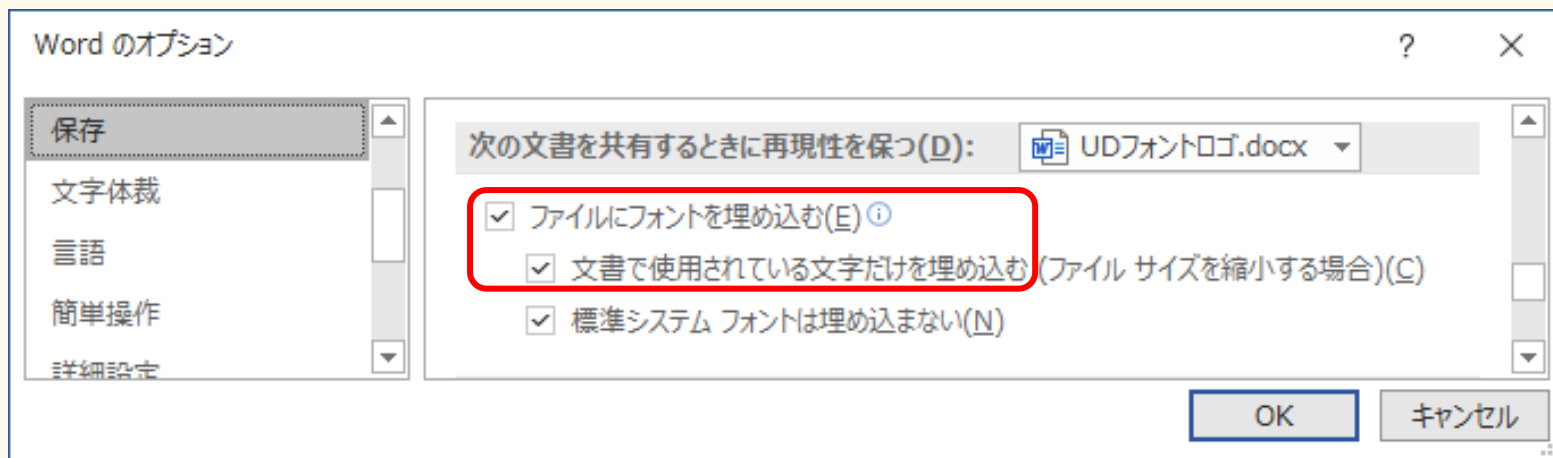 Word のオプション
?
保存
文字体裁
言語
簡単操作
詳細設定
次の文書を共有するときに再現性を保つ(D):
UDフォントロゴ.docx
ファイルにフォントを埋め込む(E)
文書で使用されている文字だけを埋め込む (ファイル サイズを縮小する場合)(C)
標準システム フォントは埋め込まない(N)
OK
キャンセル